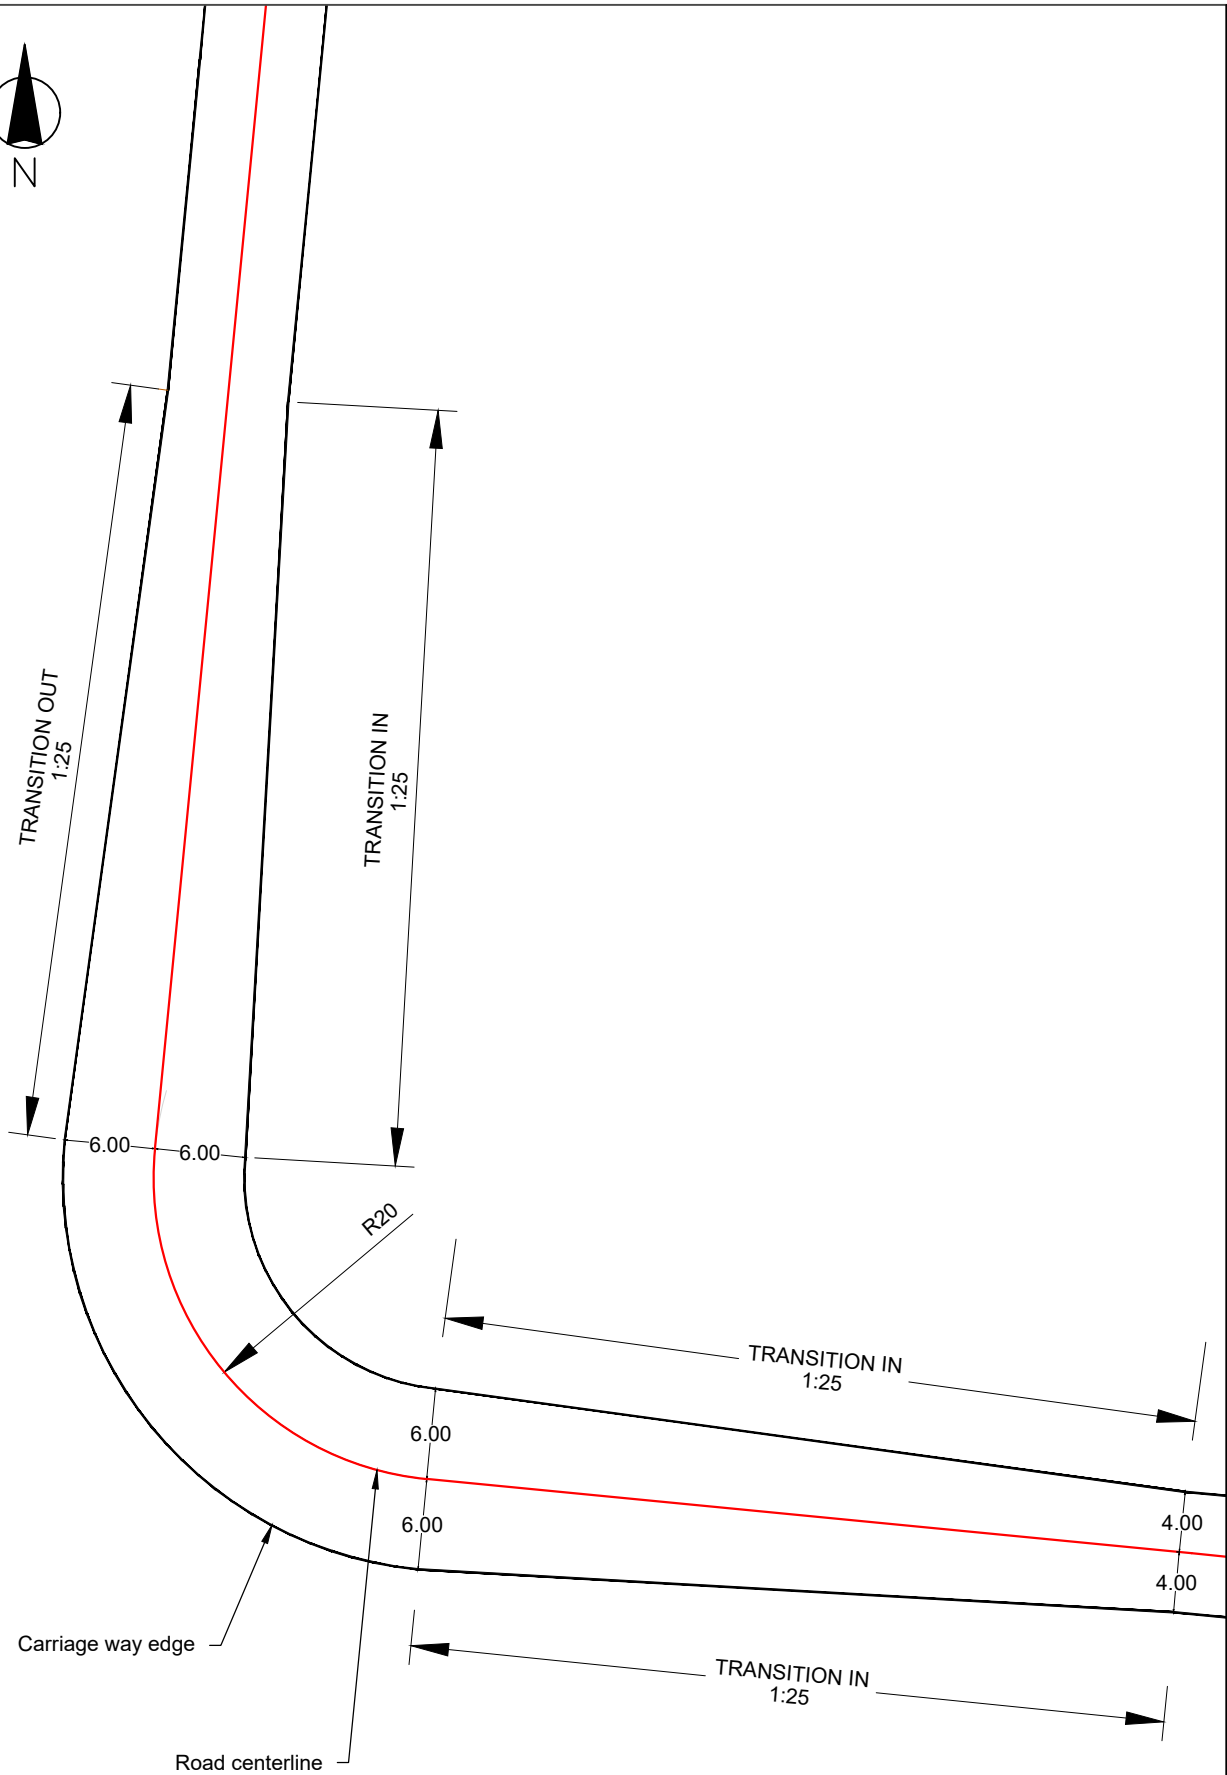 N
TRANSITION OUT
1:25
TRANSITION IN
1:25
6.00
6.00
R20
TRANSITION IN
1:25
6.00
6.00
4.00
4.00
Carriage way edge
TRANSITION IN
1:25
Road centerline